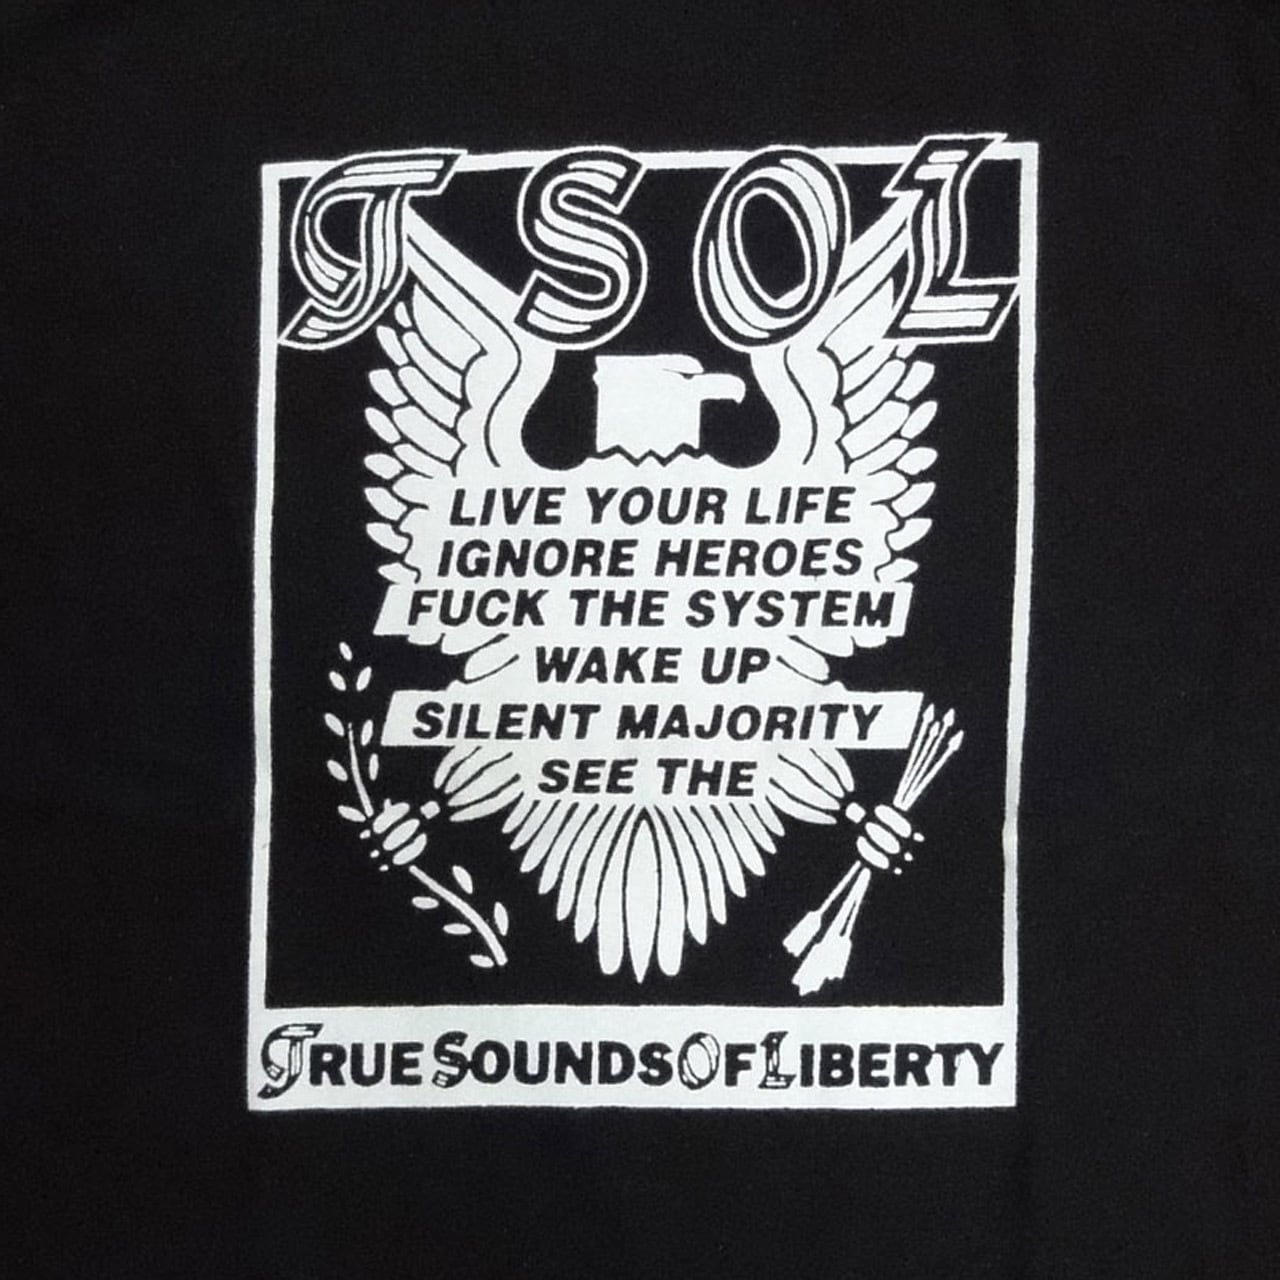 TSOL
LIVE YOUR LIFE
IGNORE HEROES
FUCK THE SYSTEM
WAKE UP
SILENT MAJORITY
SEE THE
TRUE SOUNDS OF LIBERTY